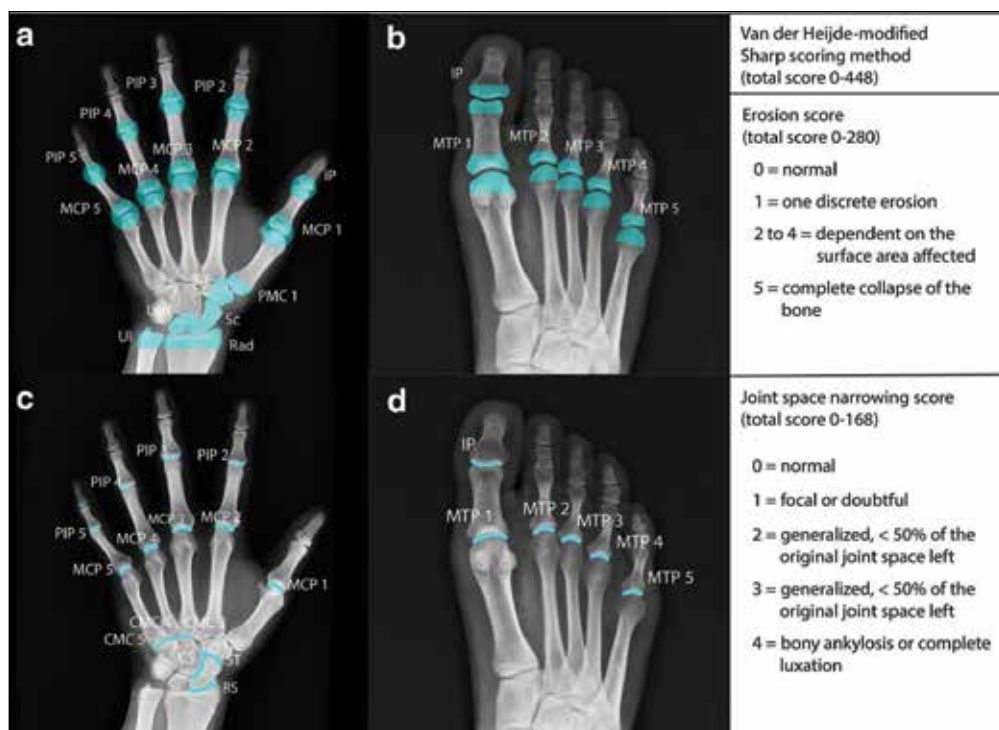 a
PIP 3
PIP 2
PIP 4
PIP 5
MCP 3
MCP 2
MCP 4
IP
MCP 5
MCP 1
PMC 1
Sc
Ul
Rad
b
IP
MTP 1
MTP 2
MTP 3
MTP 4
MTP 5
Van der Heijde-modified
Sharp scoring method
(total score 0-448)
Erosion score
(total score 0-280)
0 = normal
1 = one discrete erosion
2 to 4 = dependent on the
surface area affected
5 = complete collapse of the
bone
c
PIP 3
PIP 2
PIP 4
PIP 5
MCP 3
MCP 2
MCP 4
MCP 5
MCP 1
CMC 5
ST
RS
d
IP
MTP 1
MTP 2
MTP 3
MTP 4
MTP 5
Joint space narrowing score
(total score 0-168)
0 = normal
1 = focal or doubtful
2 = generalized, < 50% of the
original joint space left
3 = generalized, < 50% of the
original joint space left
4 = bony ankylosis or complete
luxation